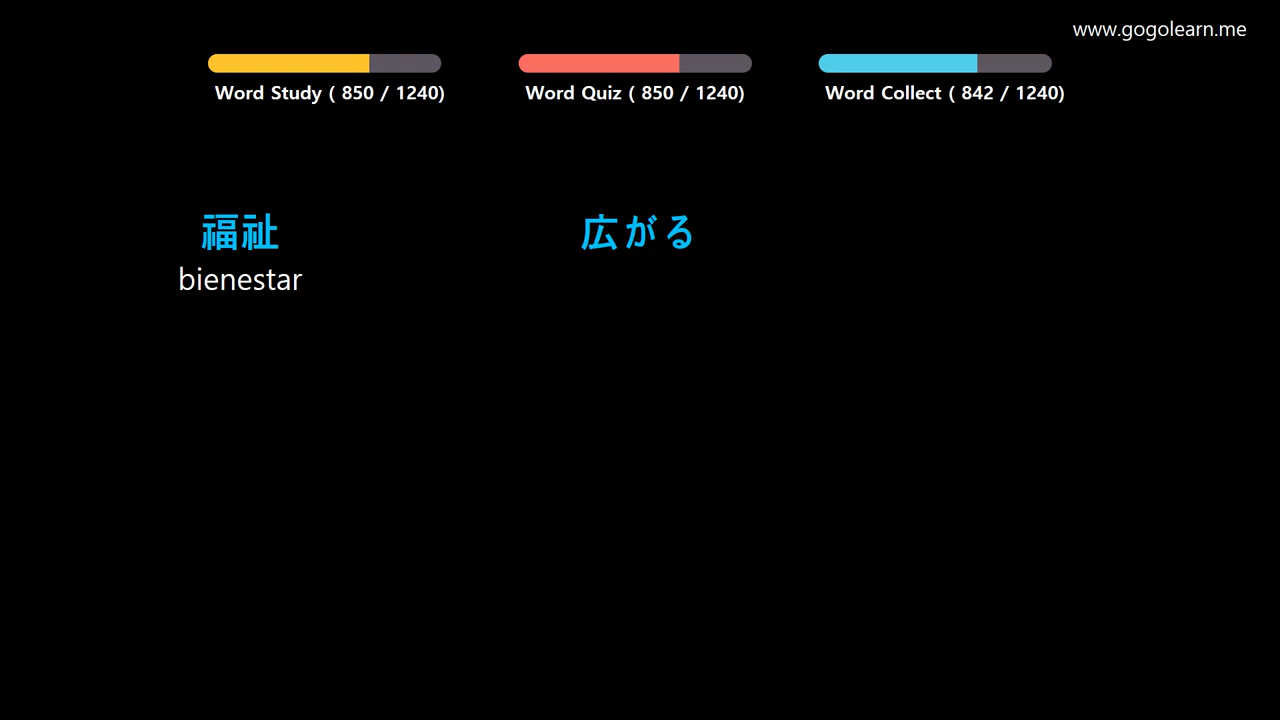 www.gogolearn.me
Word Study ( 850 / 1240)
Word Quiz ( 850 / 1240)
Word Collect ( 842 / 1240)
福祉
広がる
bienestar